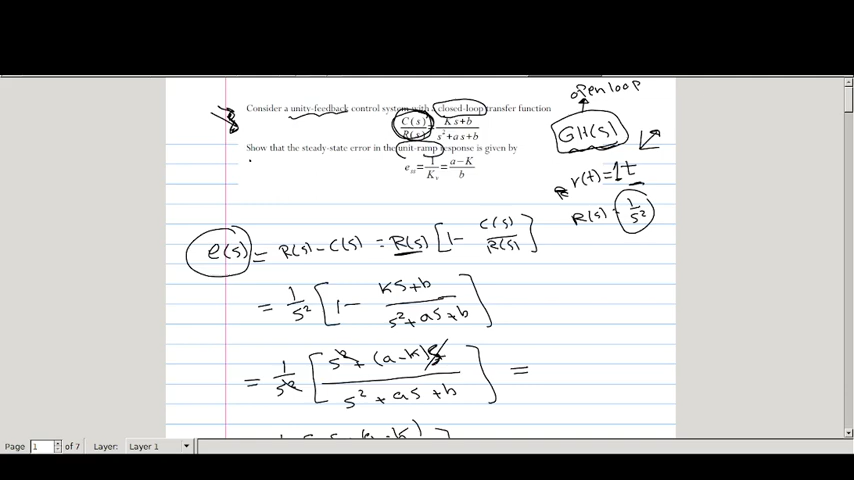 openloop
Consider a unity-feedback control system with a closed-loop transfer function
C(s)/R(s) = Ks+b / s²+as+b
GH(s)
Show that the steady-state error in the unit-ramp response is given by
e_ss = 1/K_v = a−K / b
r(t)=1t
R(s) = 1/s²
e(s) = R(s) - C(s) = R(s) [1 - C(s)/R(s)]
= 1/s² [1 - ks+b / s²+as+b]
= 1/s² [s²+(a-k)s / s²+as+b] =
Page 1 of 7 Layer: Layer 1